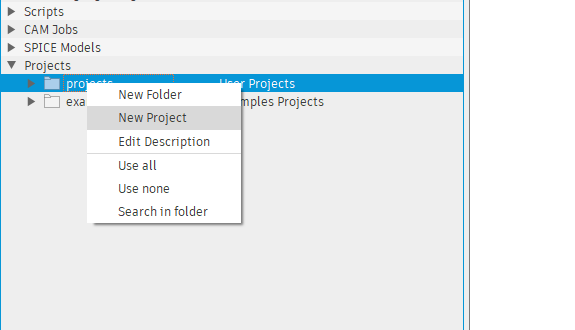 Scripts
CAM Jobs
SPICE Models
Projects
projects User Projects
New Folder
mples Projects
New Project
Edit Description
Use all
Use none
Search in folder